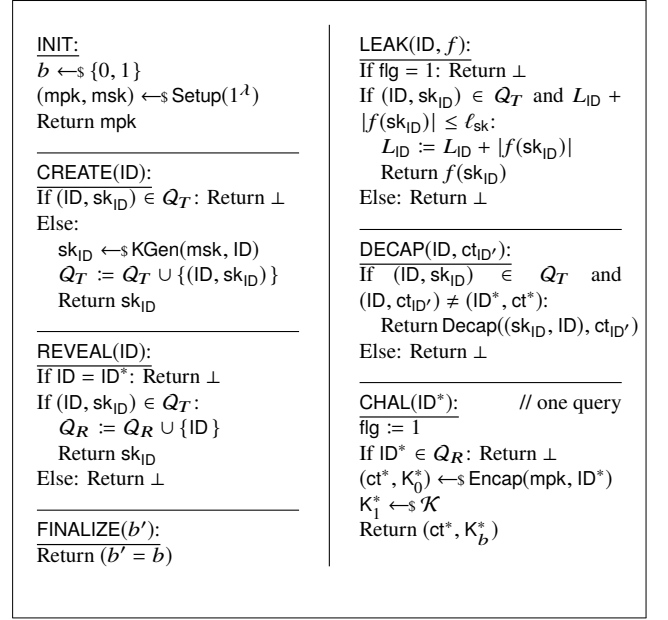 INIT:
b ←$ {0, 1}
(mpk, msk) ←$ Setup(1^λ)
Return mpk
CREATE(ID):
If (ID, sk_ID) ∈ Q_T: Return ⊥
Else:
sk_ID ←$ KGen(msk, ID)
Q_T := Q_T ∪ {(ID, sk_ID)}
Return sk_ID
REVEAL(ID):
If ID = ID*: Return ⊥
If (ID, sk_ID) ∈ Q_T:
Q_R := Q_R ∪ {ID}
Return sk_ID
Else: Return ⊥
FINALIZE(b′):
Return (b′ = b)
LEAK(ID, f):
If flg = 1: Return ⊥
If (ID, sk_ID) ∈ Q_T and L_ID +
|f(sk_ID)| ≤ ℓ_sk:
L_ID := L_ID + |f(sk_ID)|
Return f(sk_ID)
Else: Return ⊥
DECAP(ID, ct_ID′):
If (ID, sk_ID) ∈ Q_T and
(ID, ct_ID′) ≠ (ID*, ct*):
Return Decap((sk_ID, ID), ct_ID′)
Else: Return ⊥
CHAL(ID*): // one query
flg := 1
If ID* ∈ Q_R: Return ⊥
(ct*, K*_0) ←$ Encap(mpk, ID*)
K*_1 ←$ K
Return (ct*, K*_b)